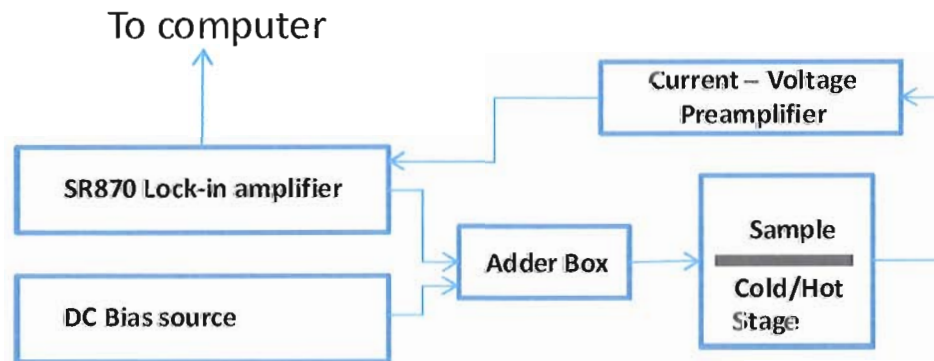 To computer
Current – Voltage
Preamplifier
SR870 Lock-in amplifier
Adder Box
Sample
Cold/Hot
Stage
DC Bias source